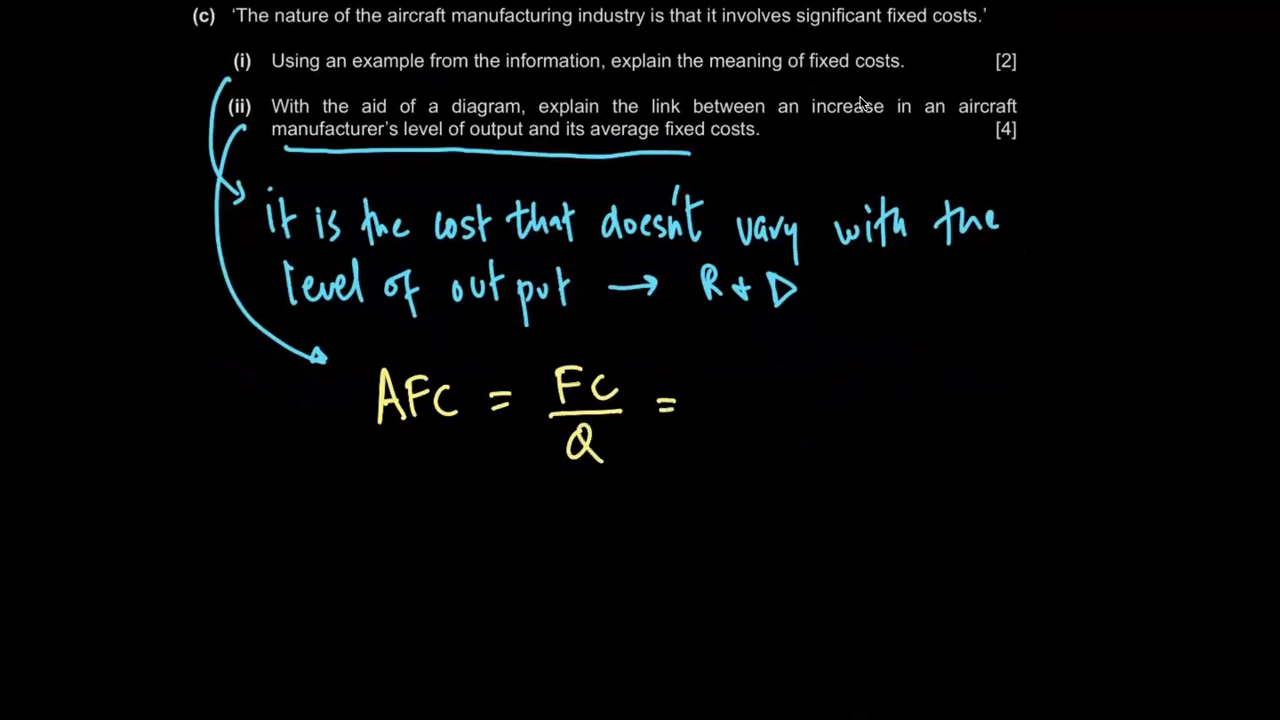 (c) 'The nature of the aircraft manufacturing industry is that it involves significant fixed costs.'
(i) Using an example from the information, explain the meaning of fixed costs. [2]
(ii) With the aid of a diagram, explain the link between an increase in an aircraft
manufacturer's level of output and its average fixed costs. [4]
it is the cost that doesn't vary with the
level of output → R & D
AFC = FC / Q =